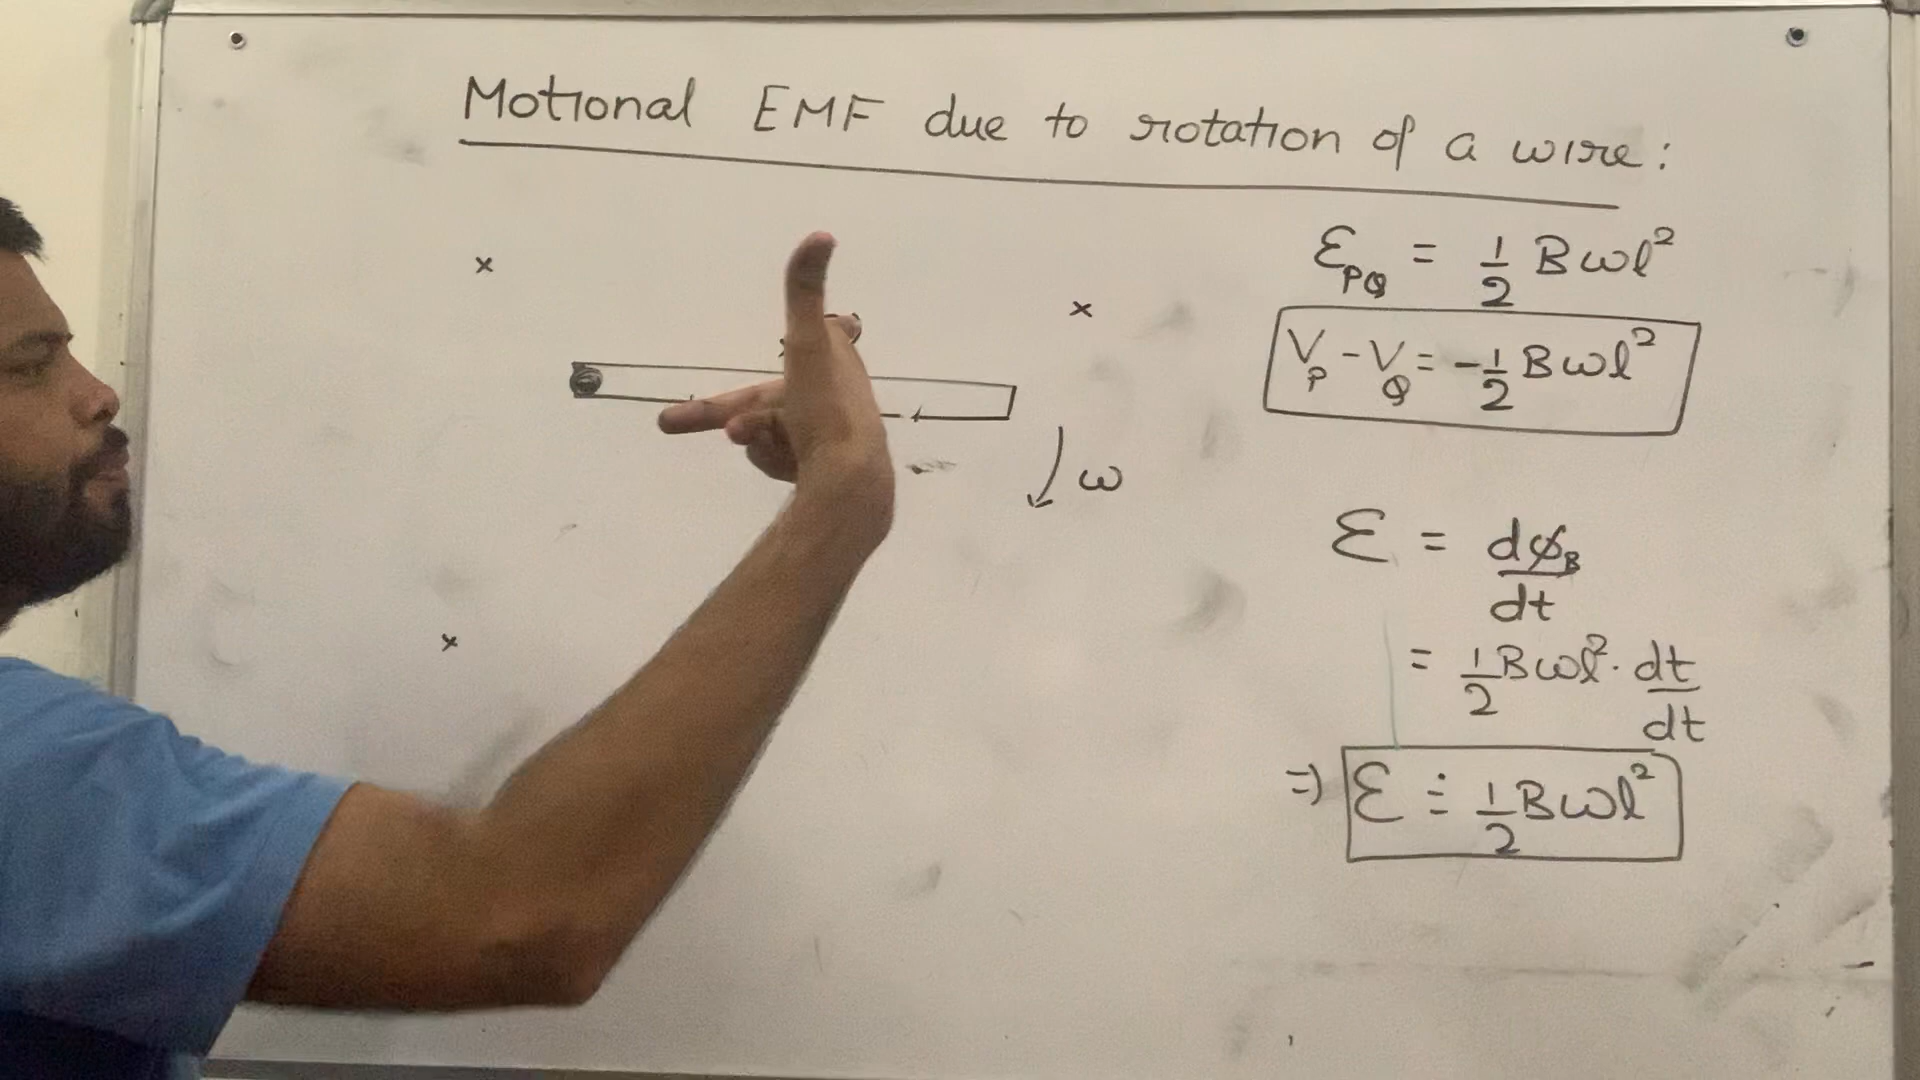 Motional EMF due to rotation of a wire:
ε_PQ = 1/2 Bωl²
V_P - V_Q = -1/2 Bωl²
x
x
ω
ε = dϕ_B/dt
= 1/2 Bωl² · dt/dt
x
=) ε = 1/2 Bωl²